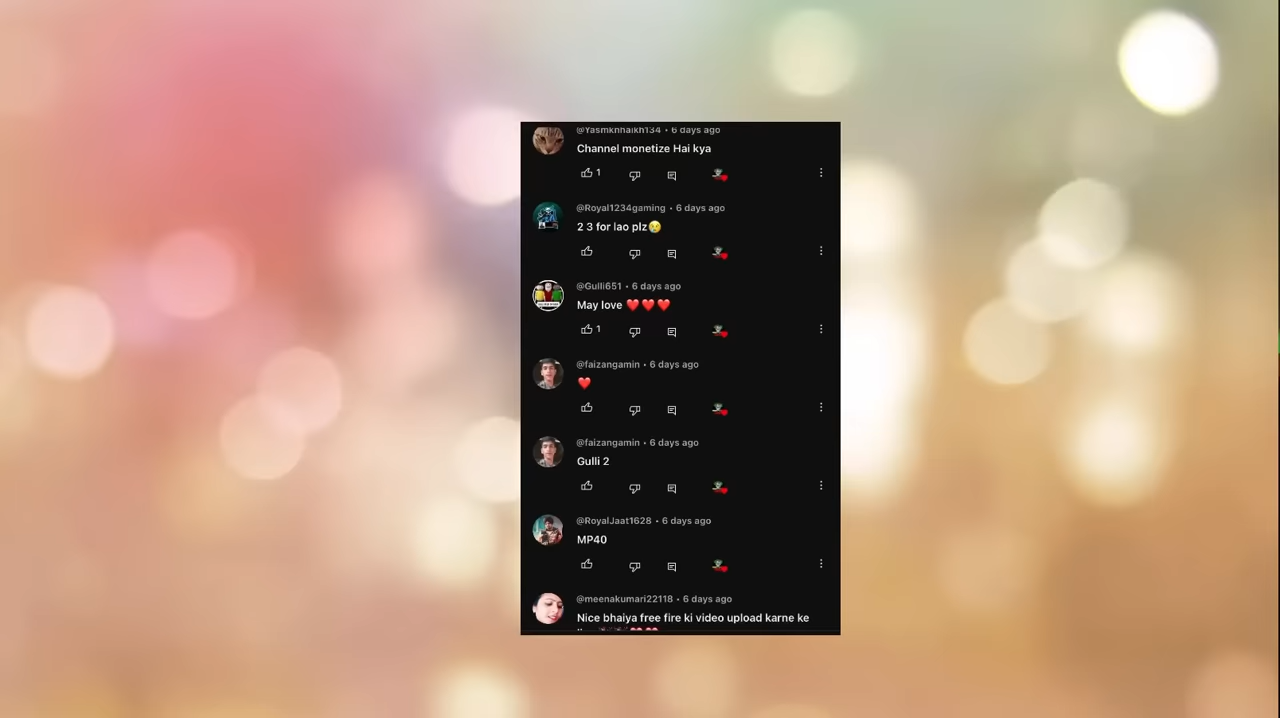 @Yasmknhaikh134 • 6 days ago
Channel monetize Hai kya
1
@Royal1234gaming • 6 days ago
2 3 for lao plz😢
@Gulli651 • 6 days ago
May love ❤️❤️❤️
1
@faizangamin • 6 days ago
❤️
@faizangamin • 6 days ago
Gulli 2
@RoyalJaat1628 • 6 days ago
MP40
@meenakumari22118 • 6 days ago
Nice bhaiya free fire ki video upload karne ke